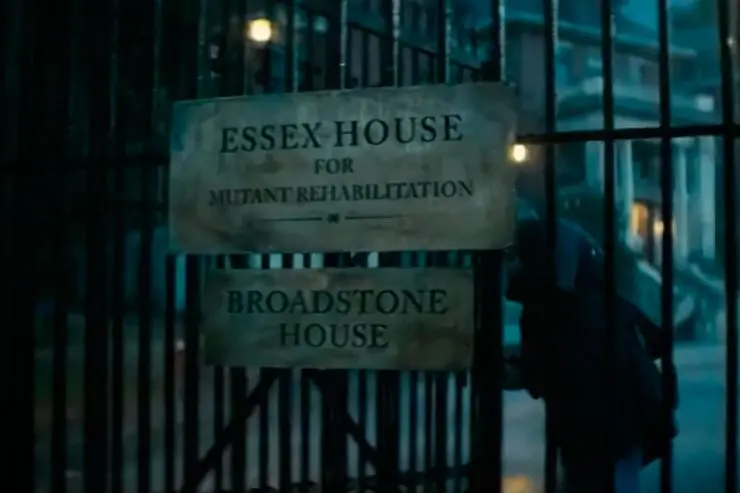 ESSEX HOUSE
FOR
MUTANT REHABILITATION
BROADSTONE
HOUSE